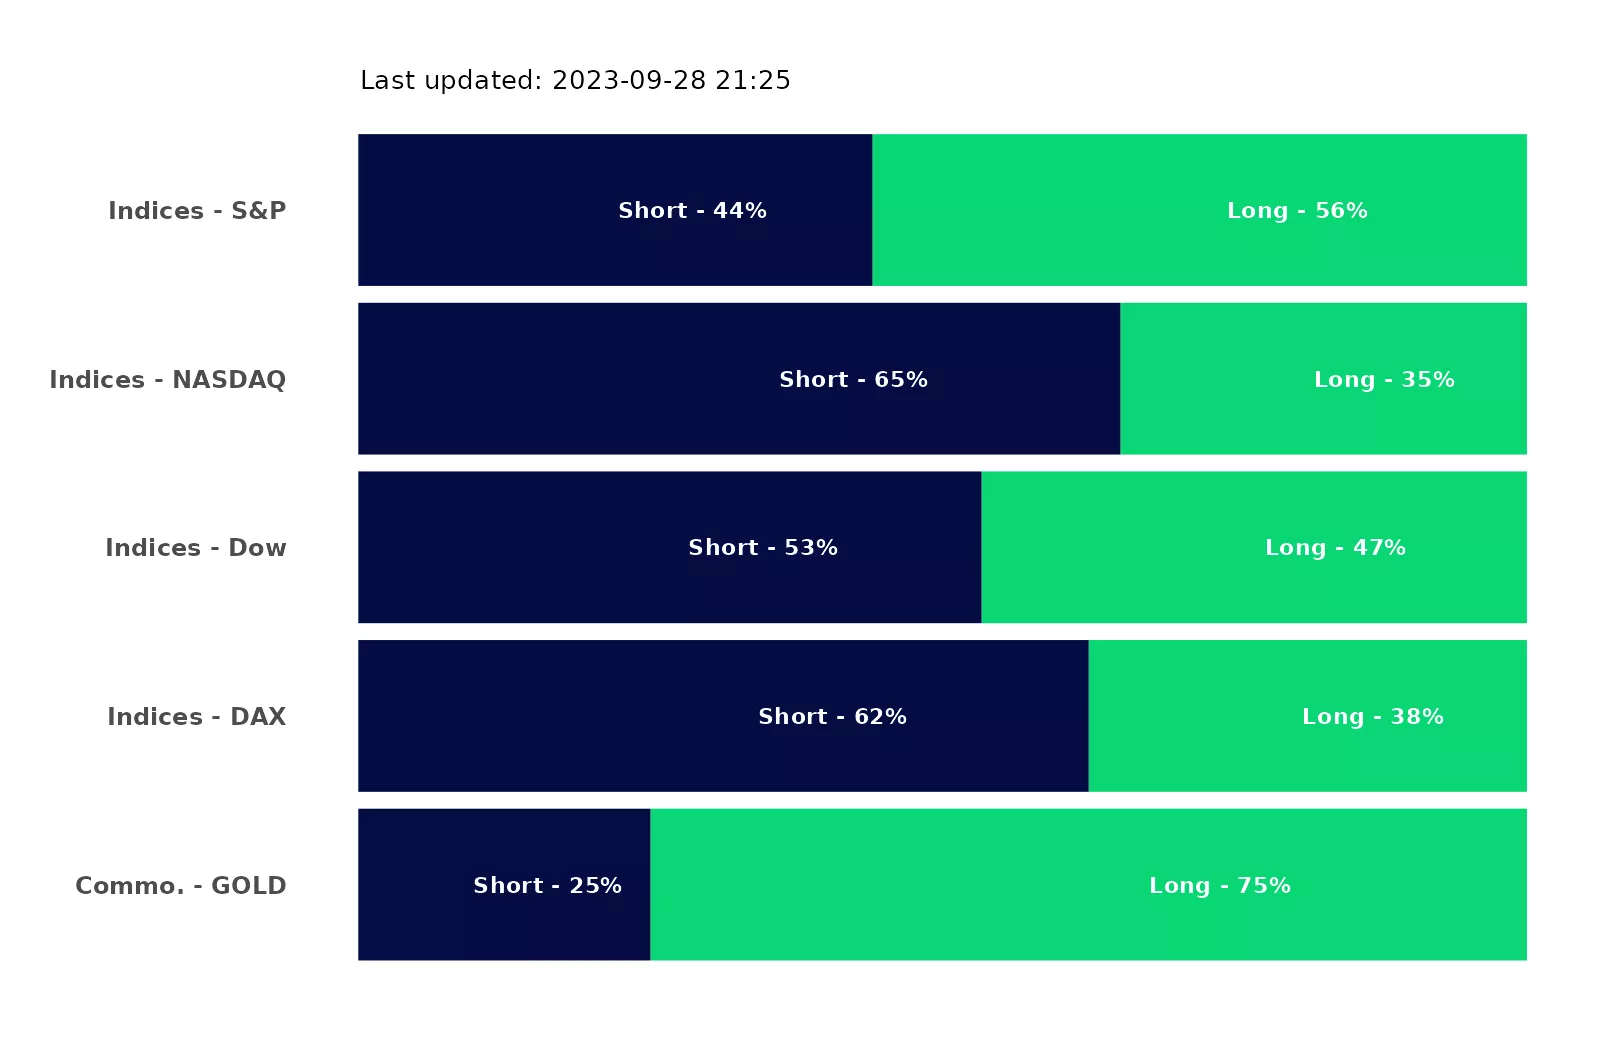 Last updated: 2023-09-28 21:25
Indices - S&P Short - 44% Long - 56%
Indices - NASDAQ Short - 65% Long - 35%
Indices - Dow Short - 53% Long - 47%
Indices - DAX Short - 62% Long - 38%
Commo. - GOLD Short - 25% Long - 75%